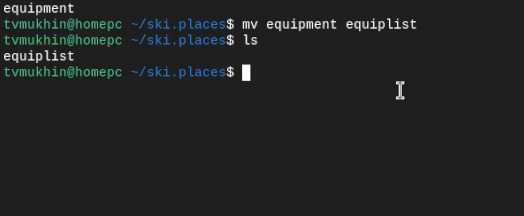 equipment
tvmukhin@homepc ~/ski.places$ mv equipment equiplist
tvmukhin@homepc ~/ski.places$ ls
equiplist
tvmukhin@homepc ~/ski.places$